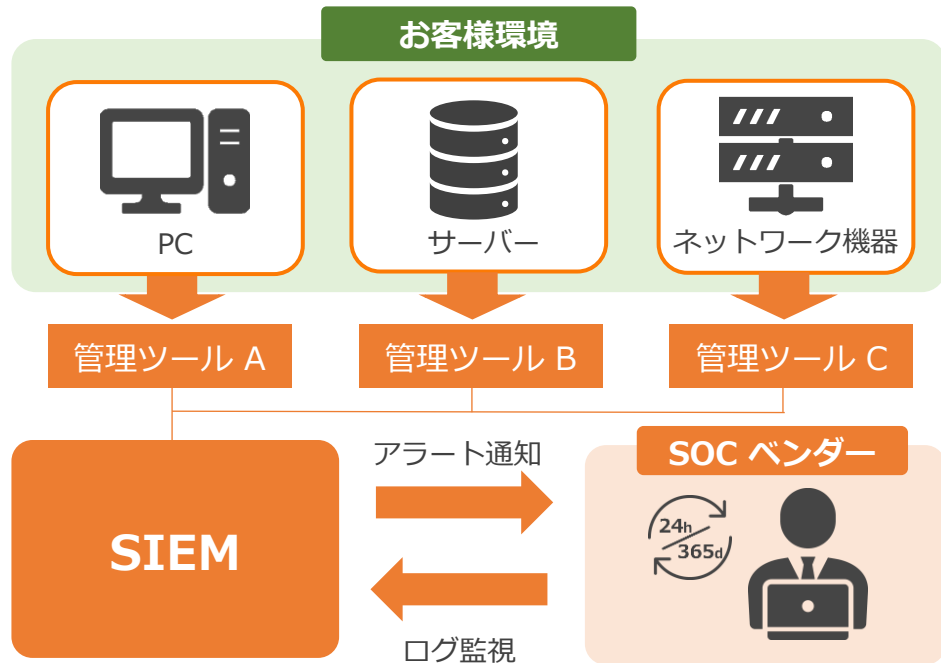 お客様環境
PC
サーバー
ネットワーク機器
管理ツール A
管理ツール B
管理ツール C
アラート通知
SOC ベンダー
SIEM
24h
365d
ログ監視